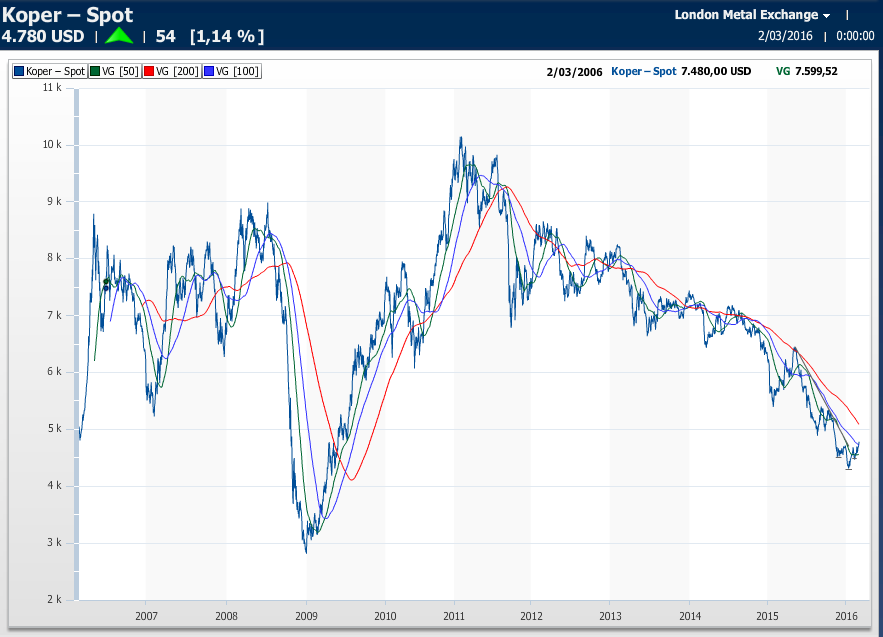 Koper – Spot
London Metal Exchange |
4.780 USD | | 54 [1,14 %]
2/03/2016 | 0:00:00
Koper – Spot VG [50] VG [200] VG [100]
2/03/2006 Koper – Spot 7.480,00 USD VG 7.599,52
11 k
10 k
9 k
8 k
7 k
6 k
5 k
4 k
3 k
2 k
2007 2008 2009 2010 2011 2012 2013 2014 2015 2016